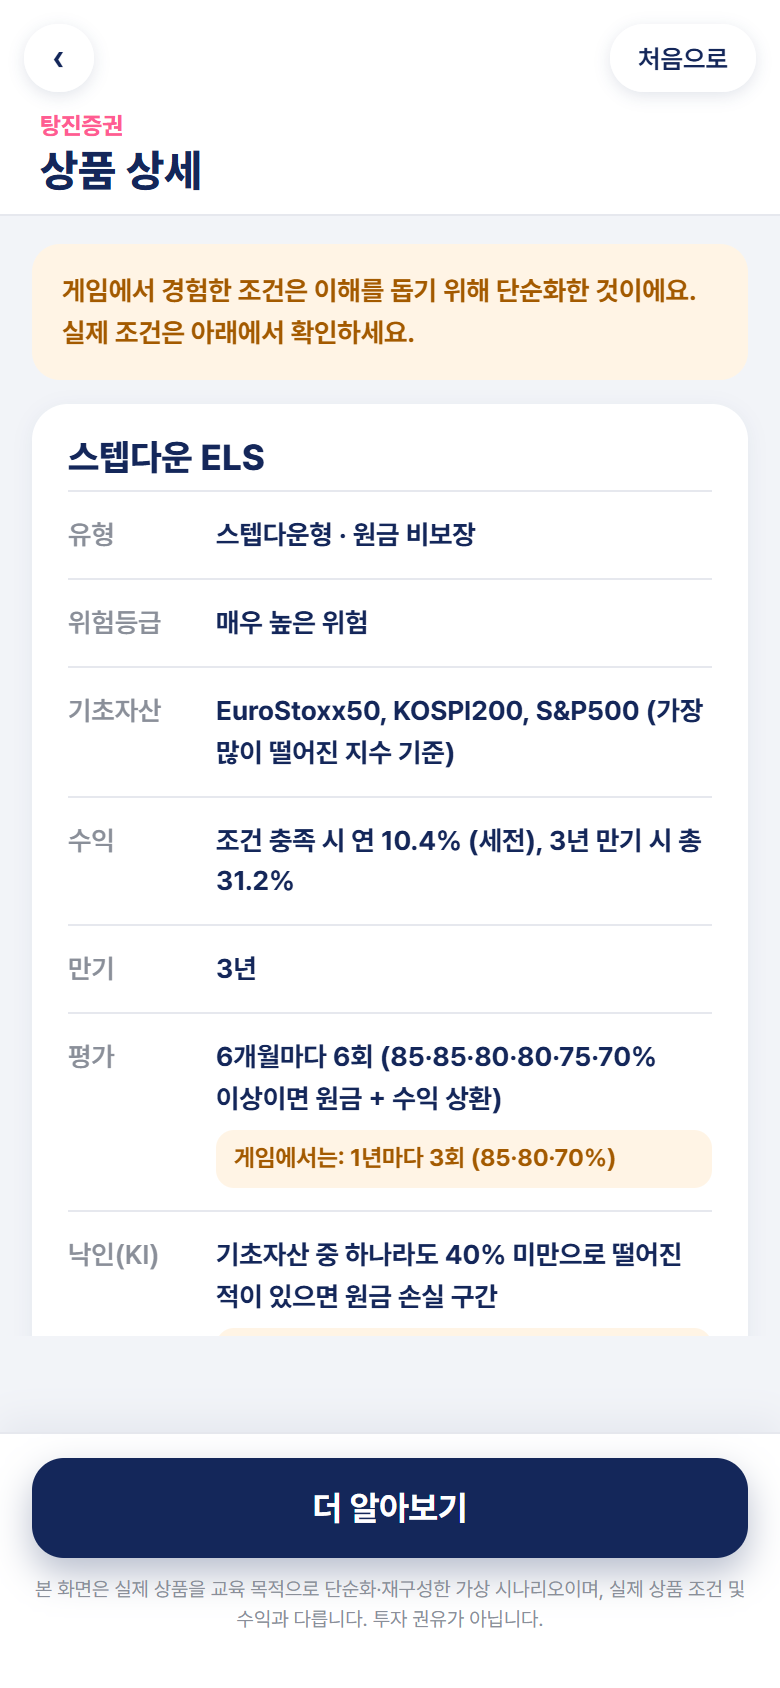 ‹
처음으로
탕진증권
상품 상세
게임에서 경험한 조건은 이해를 돕기 위해 단순화한 것이에요.
실제 조건은 아래에서 확인하세요.
스텝다운 ELS
유형
스텝다운형 · 원금 비보장
위험등급
매우 높은 위험
기초자산
EuroStoxx50, KOSPI200, S&P500 (가장
많이 떨어진 지수 기준)
수익
조건 충족 시 연 10.4% (세전), 3년 만기 시 총
31.2%
만기
3년
평가
6개월마다 6회 (85·85·80·80·75·70%
이상이면 원금 + 수익 상환)
게임에서는: 1년마다 3회 (85·80·70%)
낙인(KI)
기초자산 중 하나라도 40% 미만으로 떨어진
적이 있으면 원금 손실 구간
더 알아보기
본 화면은 실제 상품을 교육 목적으로 단순화·재구성한 가상 시나리오이며, 실제 상품 조건 및
수익과 다릅니다. 투자 권유가 아닙니다.